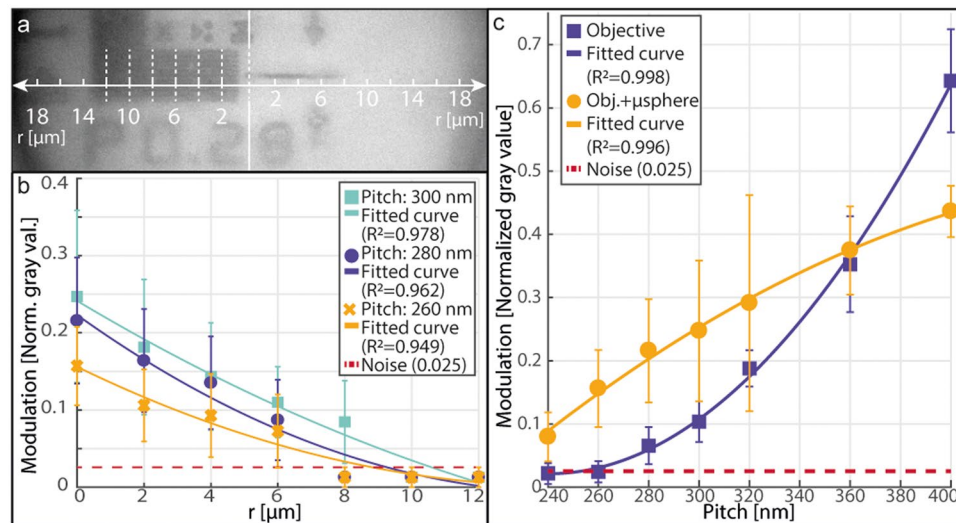 a
18
14
10
6
2
2
6
10
14
18
r [µm]
r [µm]
P0.28
b
Modulation [Norm. gray val.]
0.4
0.3
0.2
0.1
0
0
2
4
6
8
10
12
r [µm]
Pitch: 300 nm
Fitted curve
(R²=0.978)
Pitch: 280 nm
Fitted curve
(R²=0.962)
Pitch: 260 nm
Fitted curve
(R²=0.949)
Noise (0.025)
c
Modulation [Normalized gray value]
0.7
0.6
0.5
0.4
0.3
0.2
0.1
0
240
260
280
300
320
340
360
380
400
Pitch [nm]
Objective
Fitted curve
(R²=0.998)
Obj.+µsphere
Fitted curve
(R²=0.996)
Noise (0.025)